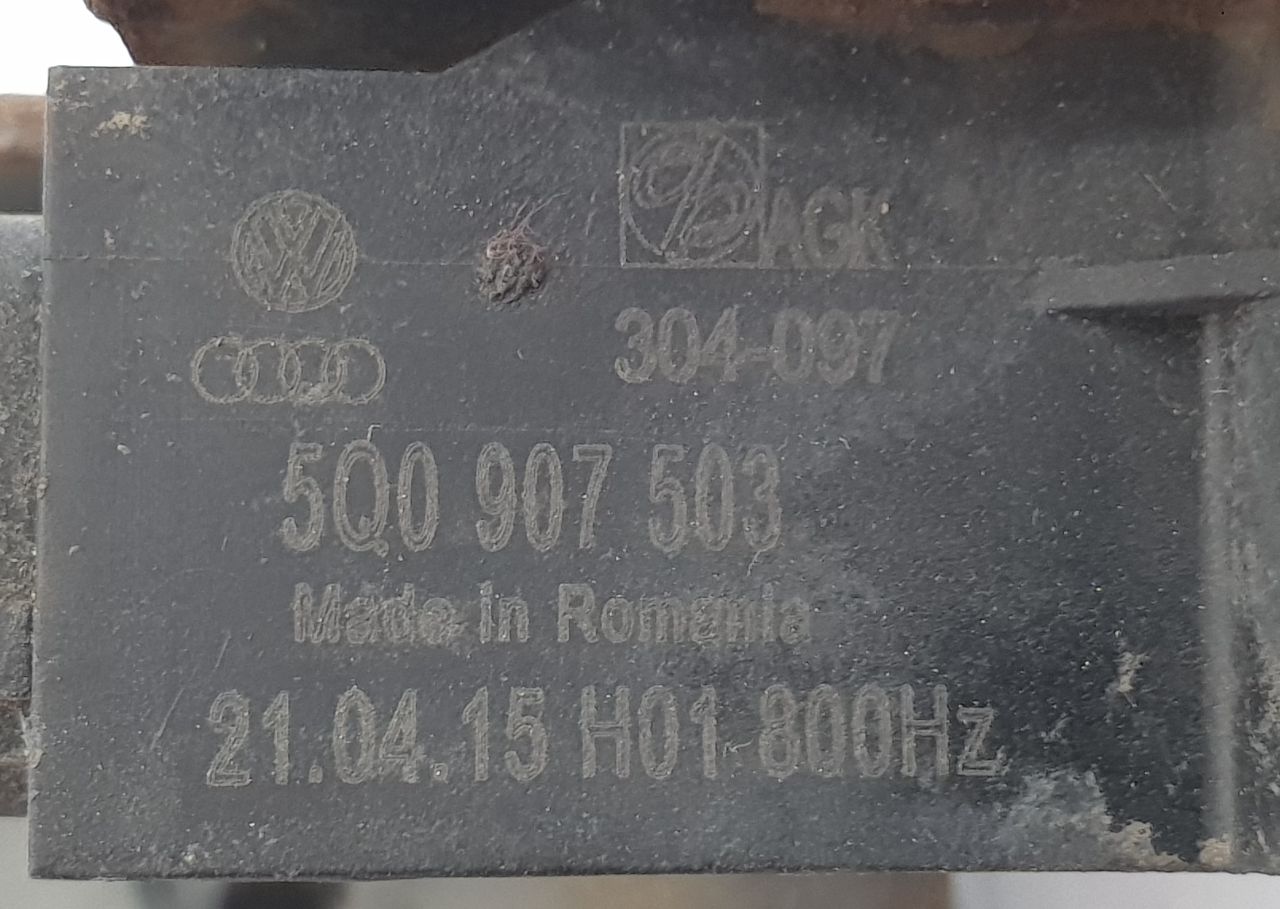 AGK
304-097
5Q0 907 503
Made in Romania
21.04.15 H01 800Hz